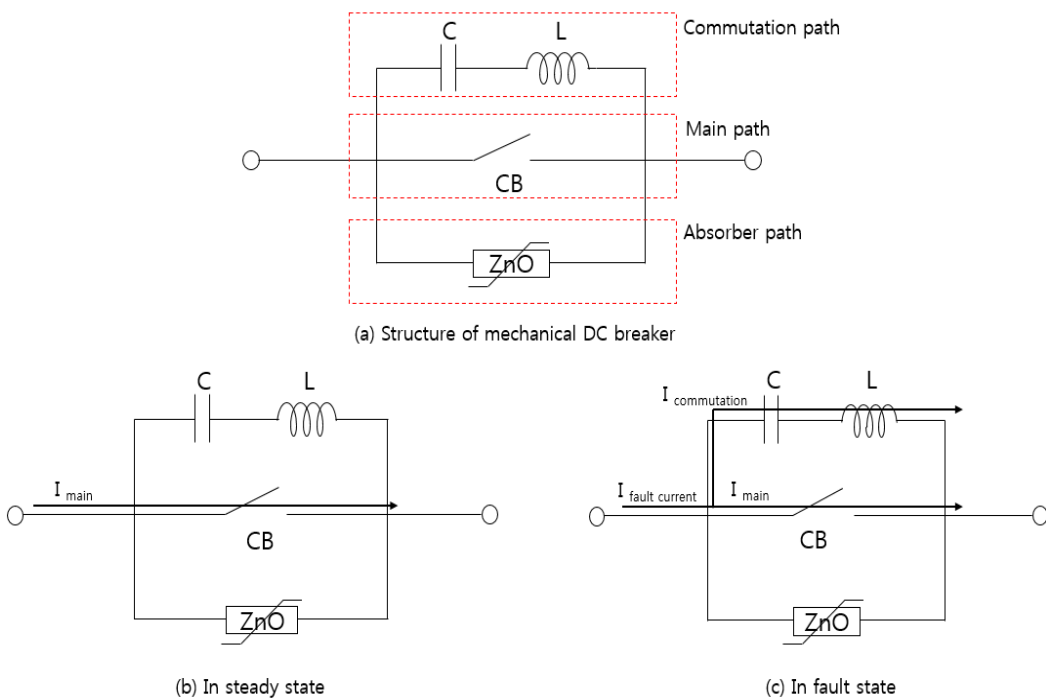 C
L
Commutation path
Main path
CB
Absorber path
ZnO
(a) Structure of mechanical DC breaker
C
L
I main
CB
ZnO
(b) In steady state
C
L
I commutation
I fault current
I main
CB
ZnO
(c) In fault state